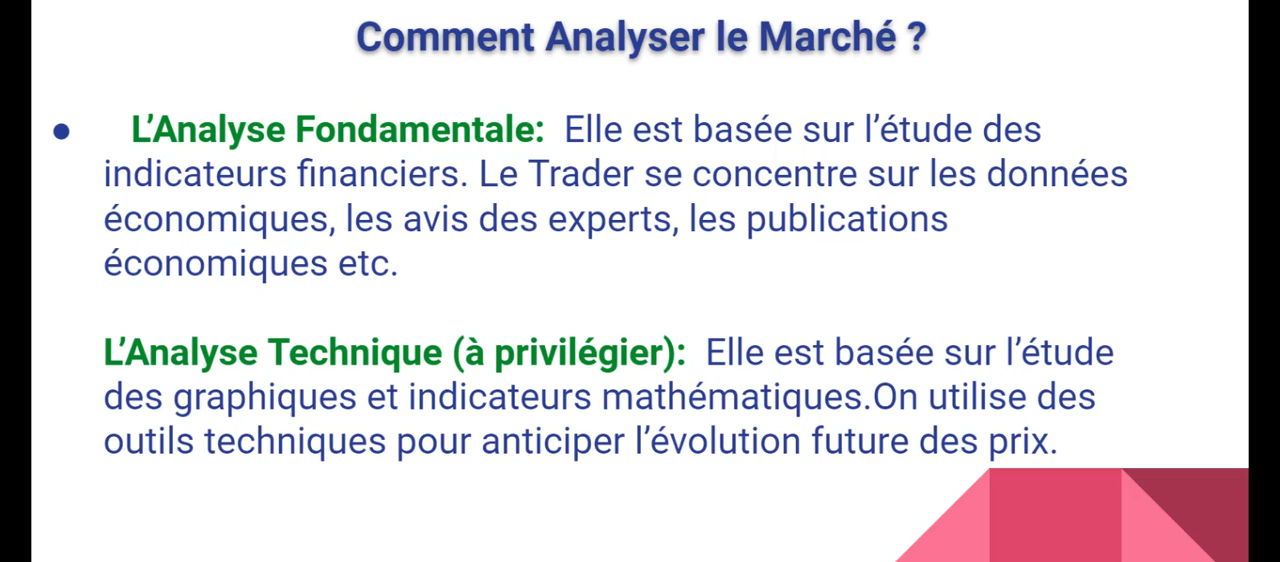 Comment Analyser le Marché ?
● L’Analyse Fondamentale: Elle est basée sur l’étude des
indicateurs financiers. Le Trader se concentre sur les données
économiques, les avis des experts, les publications
économiques etc.
L’Analyse Technique (à privilégier): Elle est basée sur l’étude
des graphiques et indicateurs mathématiques.On utilise des
outils techniques pour anticiper l’évolution future des prix.